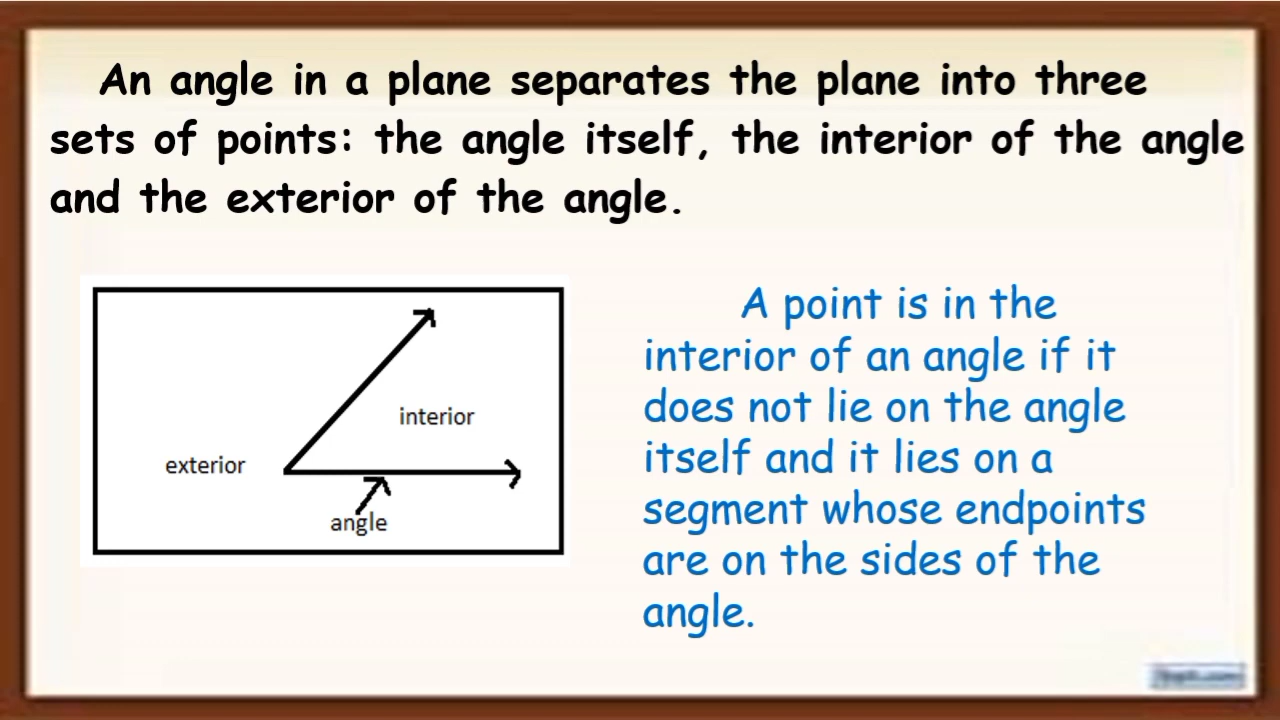 An angle in a plane separates the plane into three
sets of points: the angle itself, the interior of the angle
and the exterior of the angle.
A point is in the
interior of an angle if it
does not lie on the angle
itself and it lies on a
segment whose endpoints
are on the sides of the
angle.
interior
exterior
angle